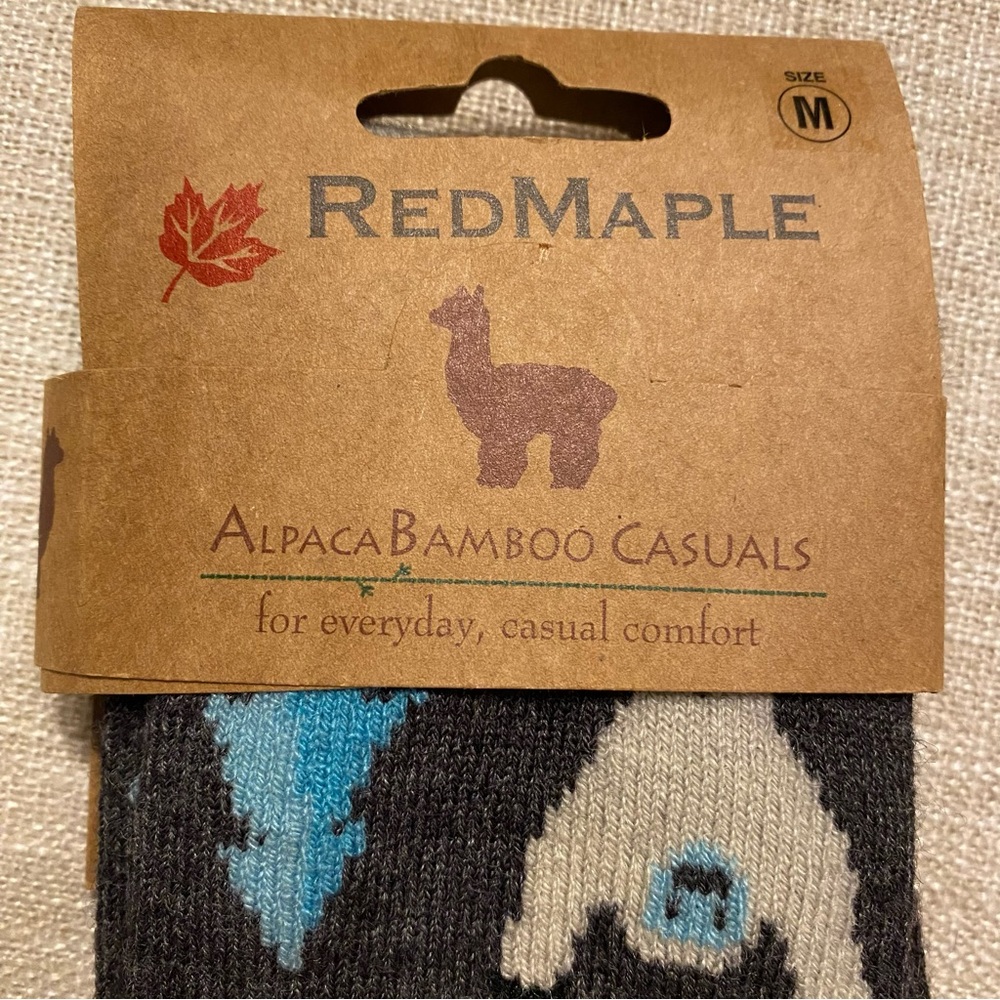 SIZE
M
REDMAPLE
ALPACABAMBOO CASUALS
for everyday, casual comfort